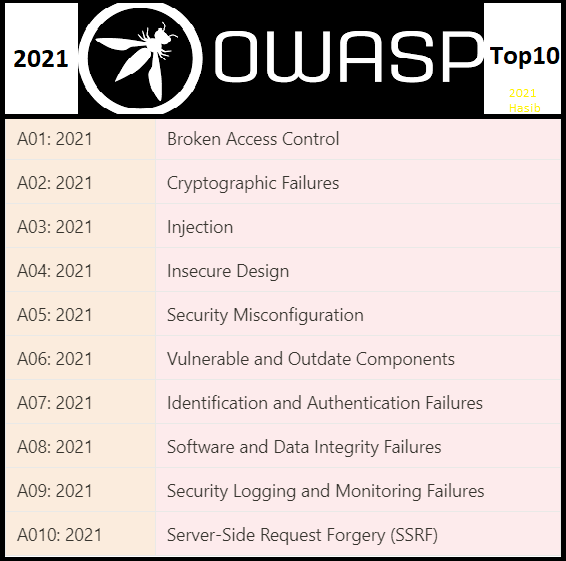 2021
OWASP
Top10
2021
Hasib
A01: 2021 Broken Access Control
A02: 2021 Cryptographic Failures
A03: 2021 Injection
A04: 2021 Insecure Design
A05: 2021 Security Misconfiguration
A06: 2021 Vulnerable and Outdate Components
A07: 2021 Identification and Authentication Failures
A08: 2021 Software and Data Integrity Failures
A09: 2021 Security Logging and Monitoring Failures
A010: 2021 Server-Side Request Forgery (SSRF)